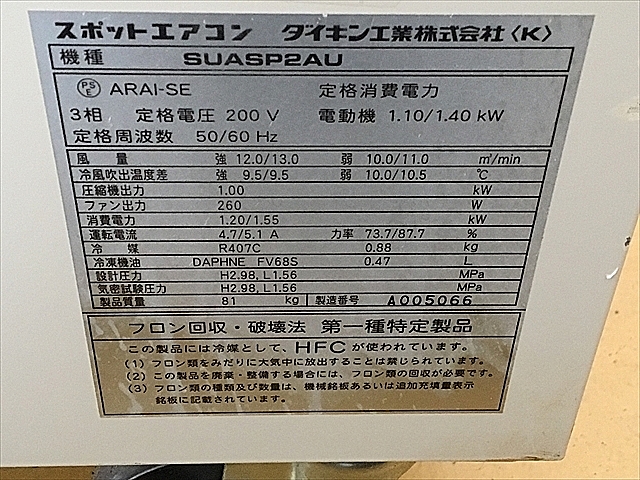 スポットエアコン ダイキン工業株式会社〈K〉
機種 SUASP2AU
PSE ARAI-SE 定格消費電力
3相 定格電圧 200 V 電動機 1.10/1.40 kW
定格周波数 50/60 Hz
風量 強 12.0/13.0 弱 10.0/11.0 m³/min
冷風吹出温度差 強 9.5/9.5 弱 10.0/10.5 ℃
圧縮機出力 1.00 kW
ファン出力 260 W
消費電力 1.20/1.55 kW
運転電流 4.7/5.1 A 力率 73.7/87.7 %
冷媒 R407C 0.88 kg
冷凍機油 DAPHNE FV68S 0.47 L
設計圧力 H2.98, L1.56 MPa
気密試験圧力 H2.98, L1.56 MPa
製品質量 81 kg 製造番号 A005066
フロン回収・破壊法 第一種特定製品
この製品には冷媒として、HFCが使われています。
(1) フロン類をみだりに大気中に放出することは禁じられています。
(2) この製品を廃棄・整備する場合には、フロン類の回収が必要です。
(3) フロン類の種類及び数量は、機械銘板あるいは追加充填量表示
銘板に記載されています。